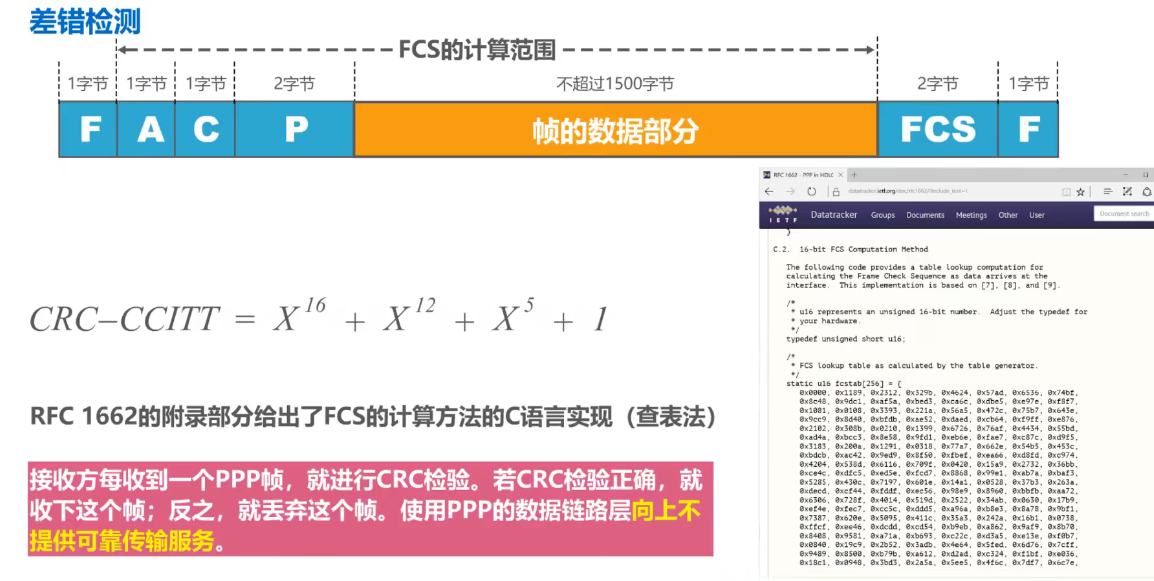 差错检测
FCS的计算范围
1字节 1字节 1字节 2字节 不超过1500字节 2字节 1字节
F A C P 帧的数据部分 FCS F
CRC–CCITT = X^16 + X^12 + X^5 + 1
RFC 1662的附录部分给出了FCS的计算方法的C语言实现（查表法）
接收方每收到一个PPP帧，就进行CRC检验。若CRC检验正确，就
收下这个帧；反之，就丢弃这个帧。使用PPP的数据链路层向上不
提供可靠传输服务。
RFC 1662 - PPP in HDLC
IETF Datatracker Groups Documents Meetings Other User Document search
}
C.2. 16-bit FCS Computation Method
The following code provides a table lookup computation for
calculating the Frame Check Sequence as data arrives at the
interface. This implementation is based on [7], [8], and [9].
/*
* u16 represents an unsigned 16-bit number. Adjust the typedef for
* your hardware.
*/
typedef unsigned short u16;
/*
* FCS lookup table as calculated by the table generator.
*/
static u16 fcstab[256] = {
0x0000, 0x1189, 0x2312, 0x329b, 0x4624, 0x57ad, 0x6536, 0x74bf,
0x8c48, 0x9dc1, 0xaf5a, 0xbed3, 0xca6c, 0xdbe5, 0xe97e, 0xf8f7,
0x1081, 0x0108, 0x3393, 0x221a, 0x56a5, 0x472c, 0x75b7, 0x643e,
0x9cc9, 0x8d40, 0xbfdb, 0xae52, 0xdaed, 0xcb64, 0xf9ff, 0xe876,
0x2102, 0x308b, 0x0210, 0x1399, 0x6726, 0x76af, 0x4434, 0x55bd,
0xad4a, 0xbcc3, 0x8e58, 0x9fd1, 0xeb6e, 0xfae7, 0xc87c, 0xd9f5,
0x3183, 0x200a, 0x1291, 0x0318, 0x77a7, 0x662e, 0x54b5, 0x453c,
0xbdcb, 0xac42, 0x9ed9, 0x8f50, 0xfbef, 0xea66, 0xd8fd, 0xc974,
0x4204, 0x538d, 0x6116, 0x709f, 0x0420, 0x15a9, 0x2732, 0x36bb,
0xce4c, 0xdfc5, 0xed5e, 0xfcd7, 0x8868, 0x99e1, 0xab7a, 0xbaf3,
0x5285, 0x430c, 0x7197, 0x601e, 0x14a1, 0x0528, 0x37b3, 0x263a,
0xdecd, 0xcf44, 0xfddf, 0xec56, 0x98e9, 0x8960, 0xbbfb, 0xaa72,
0x6306, 0x728f, 0x4014, 0x519d, 0x2522, 0x34ab, 0x0630, 0x17b9,
0xef4e, 0xfec7, 0xcc5c, 0xddd5, 0xa96a, 0xb8e3, 0x8a78, 0x9bf1,
0x7387, 0x620e, 0x5095, 0x411c, 0x35a3, 0x242a, 0x16b1, 0x0738,
0xffcf, 0xee46, 0xdcdd, 0xcd54, 0xb9eb, 0xa862, 0x9af9, 0x8b70,
0x8408, 0x9581, 0xa71a, 0xb693, 0xc22c, 0xd3a5, 0xe13e, 0xf0b7,
0x0840, 0x19c9, 0x2b52, 0x3adb, 0x4e64, 0x5fed, 0x6d76, 0x7cff,
0x9489, 0x8500, 0xb79b, 0xa612, 0xd2ad, 0xc324, 0xf1bf, 0xe036,
0x18c1, 0x0948, 0x3bd3, 0x2a5a, 0x5ee5, 0x4f6c, 0x7df7, 0x6c7e,